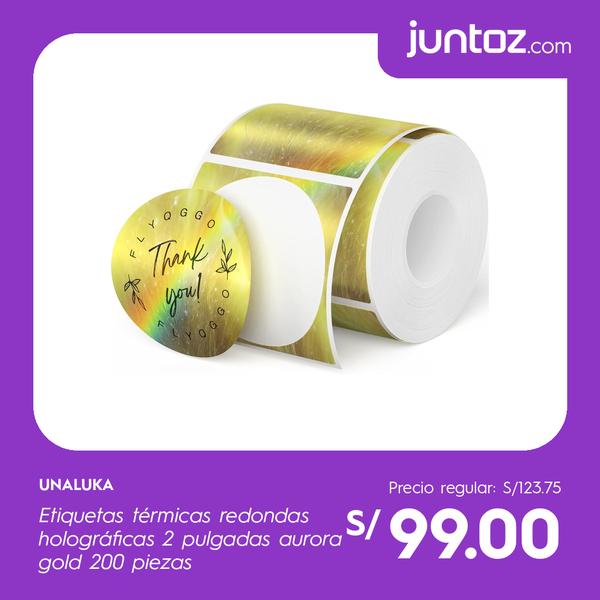 juntoz.com
FLYQGGO
Thank
you!
FLYOGGO
UNALUKA
Etiquetas térmicas redondas
holográficas 2 pulgadas aurora
gold 200 piezas
Precio regular: S/123.75
S/ 99.00